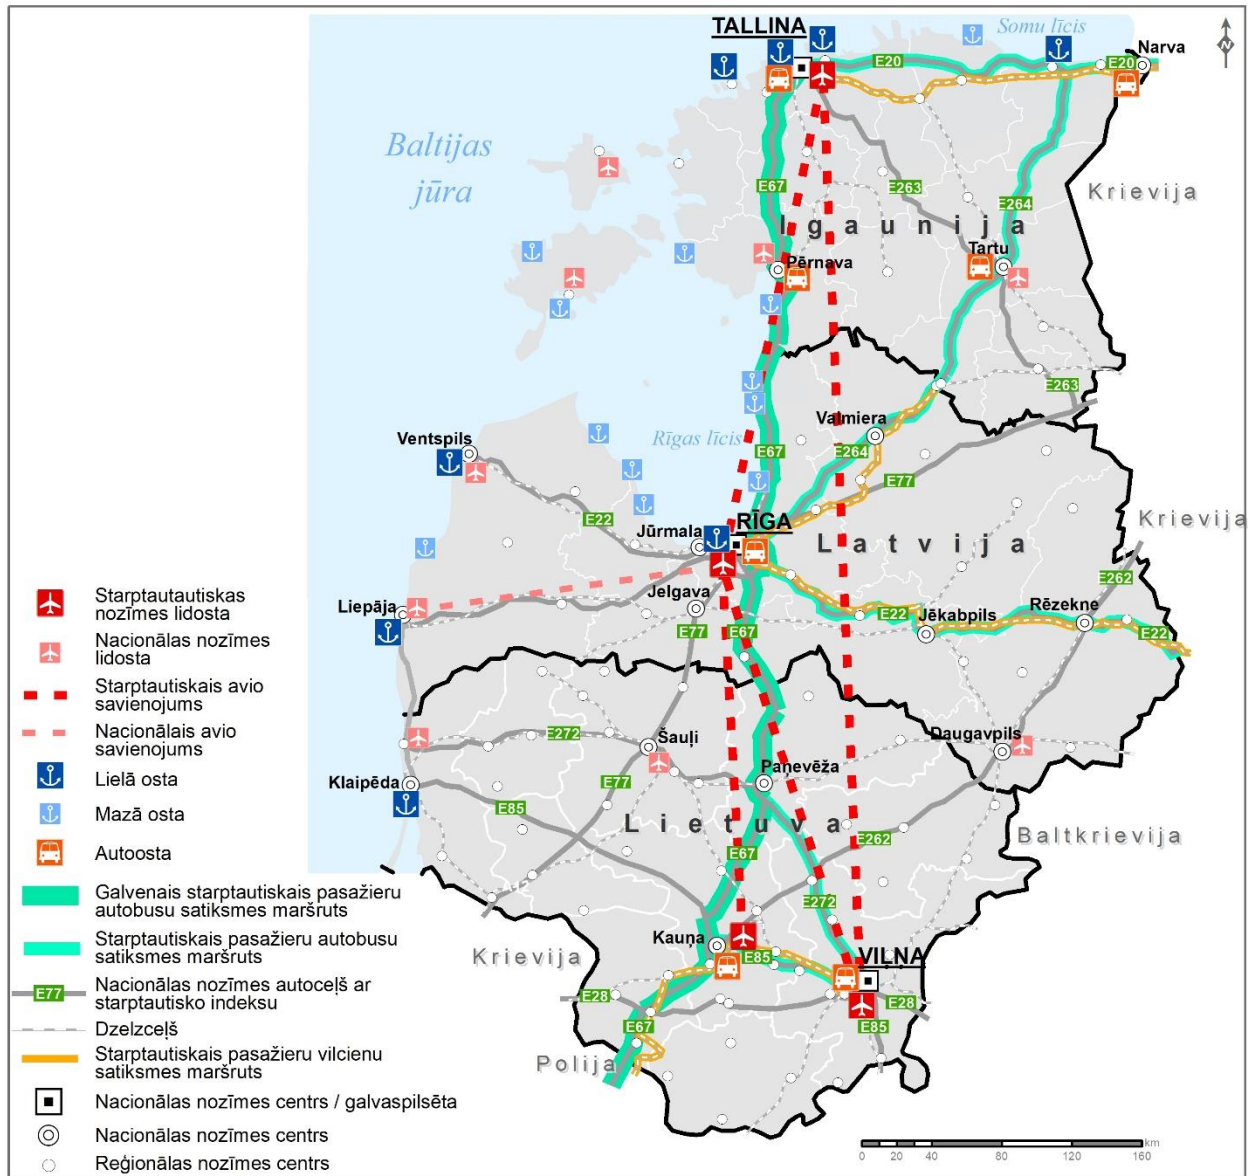 TALLINA
Somu līcis
Narva
E20
E20
Baltijas
jūra
E67
E263
E264
Krievija
Igaunija
Tartu
Pērnava
E263
Valmiera
Ventspils
Rīgas līcis
E67
E264
E77
E22
RĪGA
Jūrmala
Latvija
Krievija
E262
Liepāja
Jelgava
E77
E67
E22
Jēkabpils
Rēzekne
E22
E272
Šauļi
Daugavpils
Klaipēda
E77
Paņevēža
E85
Lietuva
E67
E262
Baltkrievija
E272
Kauņa
Krievija
E85
VILNA
E28
E28
E67
E85
Polija
Starptautautiskas
nozīmes lidosta
Nacionālas nozīmes
lidosta
Starptautiskais avio
savienojums
Nacionālais avio
savienojums
Lielā osta
Mazā osta
Autoosta
Galvenais starptautiskais pasažieru
autobusu satiksmes maršruts
Starptautiskais pasažieru autobusu
satiksmes maršruts
E77
Nacionālas nozīmes autoceļš ar
starptautisko indeksu
Dzelzceļš
Starptautiskais pasažieru vilcienu
satiksmes maršruts
Nacionālas nozīmes centrs / galvaspilsēta
Nacionālas nozīmes centrs
Reģionālas nozīmes centrs
km
0 20 40 80 120 160
N